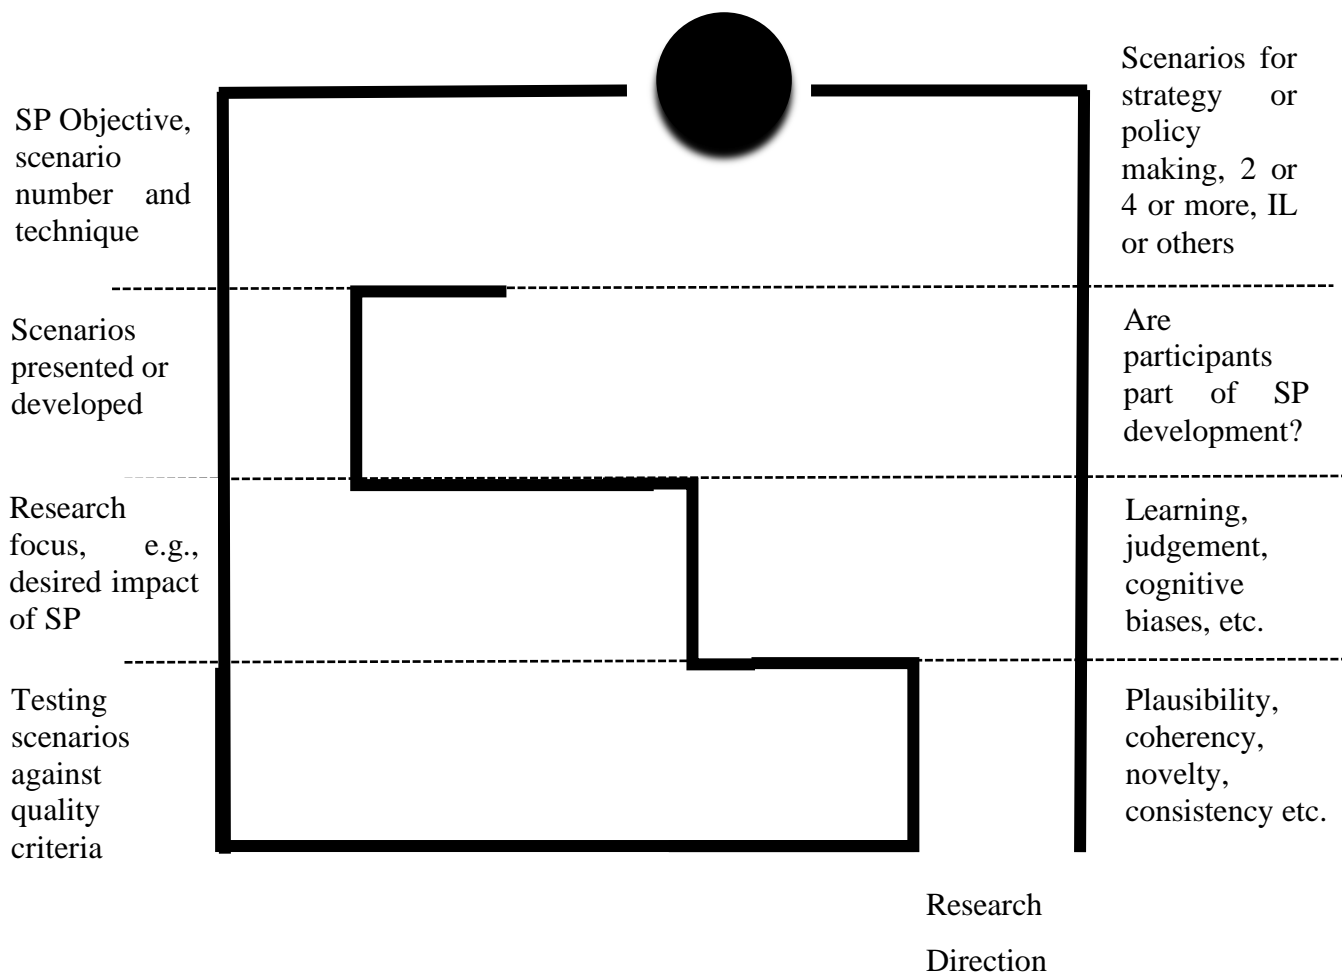 SP Objective,
scenario
number and
technique
Scenarios for
strategy or
policy
making, 2 or
4 or more, IL
or others
Scenarios
presented or
developed
Are
participants
part of SP
development?
Research
focus, e.g.,
desired impact
of SP
Learning,
judgement,
cognitive
biases, etc.
Testing
scenarios
against
quality
criteria
Plausibility,
coherency,
novelty,
consistency etc.
Research
Direction